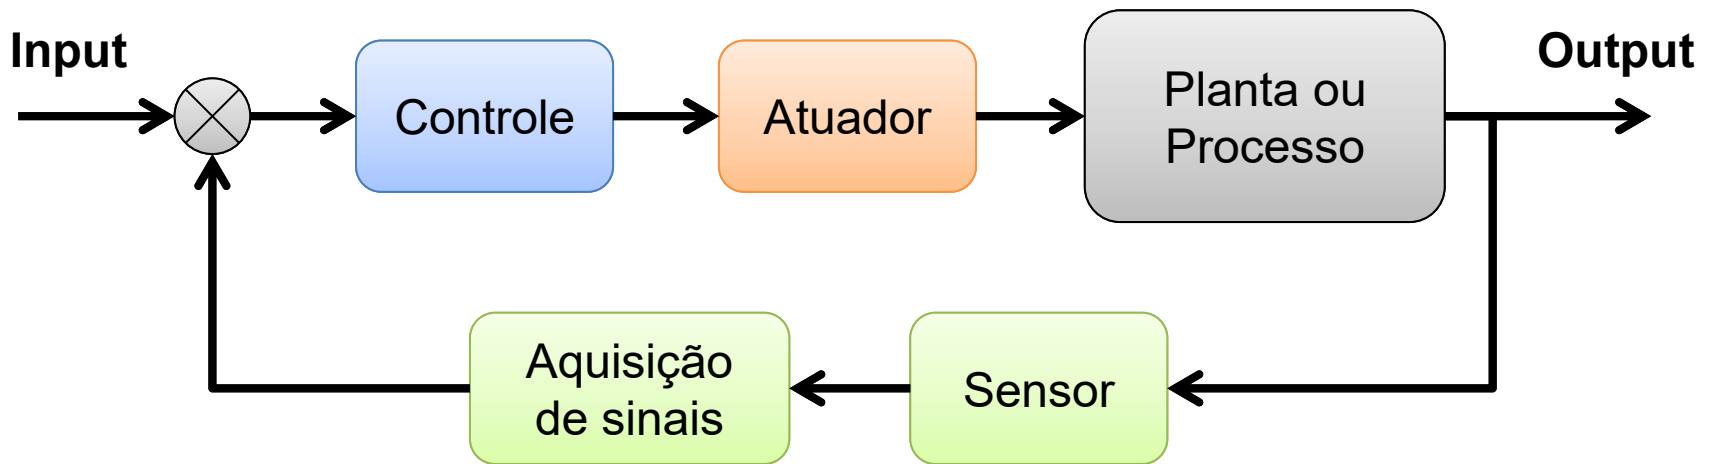 Input
Controle
Atuador
Planta ou
Processo
Output
Aquisição
de sinais
Sensor